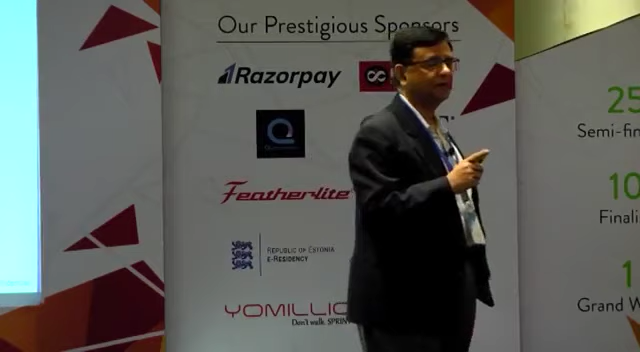 Our Prestigious Sponsors
Razorpay
Featherlite
REPUBLIC OF ESTONIA
E-RESIDENCY
YOMILLIO
Don't walk. SPRIN
25
Semi-fin
10
Finali
1
Grand W